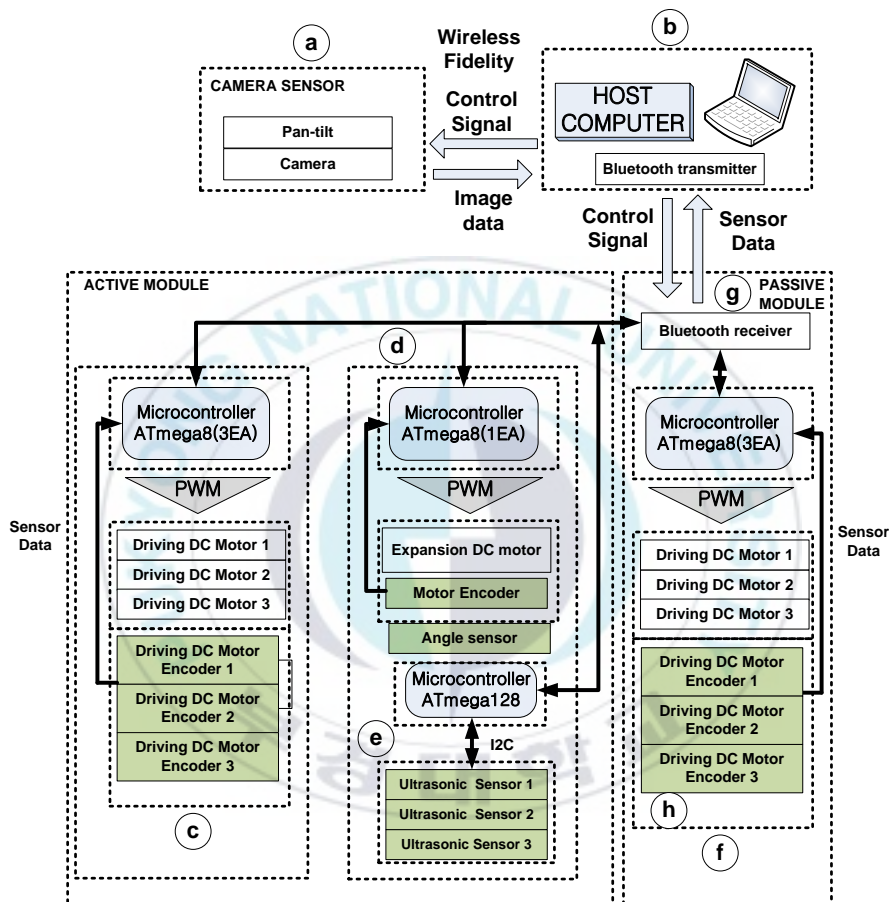 a
b
CAMERA SENSOR
Pan-tilt
Camera
Wireless
Fidelity
Control
Signal
Image
data
HOST
COMPUTER
Bluetooth transmitter
Control
Signal
Sensor
Data
ACTIVE MODULE
g
PASSIVE
MODULE
Bluetooth receiver
d
Microcontroller
ATmega8(3EA)
PWM
Sensor
Data
Driving DC Motor 1
Driving DC Motor 2
Driving DC Motor 3
Driving DC Motor
Encoder 1
Driving DC Motor
Encoder 2
Driving DC Motor
Encoder 3
c
Microcontroller
ATmega8(1EA)
PWM
Expansion DC motor
Motor Encoder
Angle sensor
Microcontroller
ATmega128
e
I2C
Ultrasonic Sensor 1
Ultrasonic Sensor 2
Ultrasonic Sensor 3
Microcontroller
ATmega8(3EA)
PWM
Sensor
Data
Driving DC Motor 1
Driving DC Motor 2
Driving DC Motor 3
Driving DC Motor
Encoder 1
Driving DC Motor
Encoder 2
Driving DC Motor
Encoder 3
h
f
PUKYONG NATIONAL UNIVERSITY